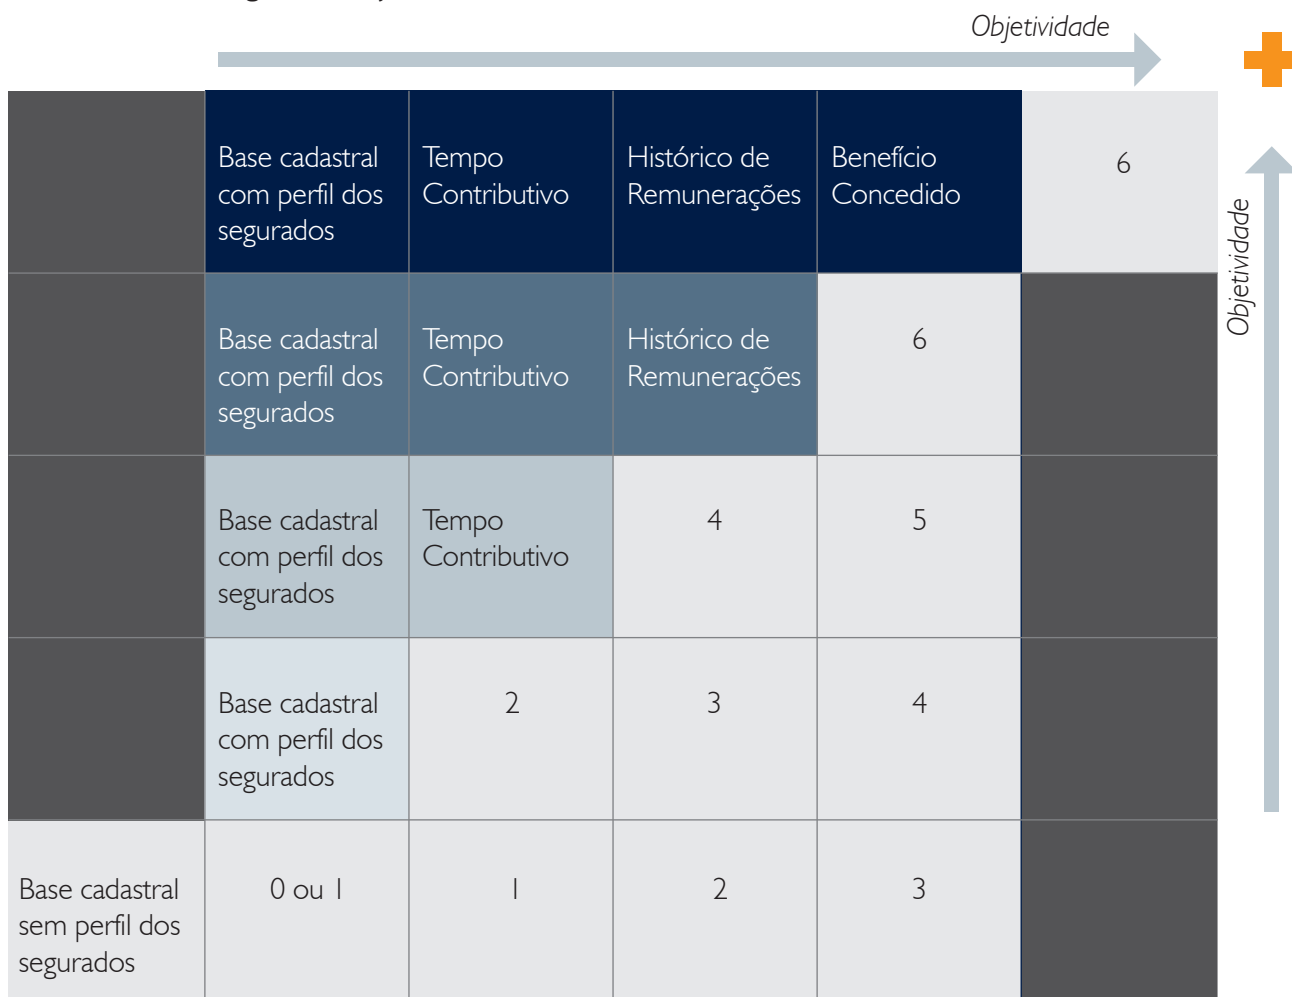 Objetividade
Base cadastral
com perfil dos
segurados
Tempo
Contributivo
Histórico de
Remunerações
Benefício
Concedido
6
Objetividade
Base cadastral
com perfil dos
segurados
Tempo
Contributivo
Histórico de
Remunerações
6
Base cadastral
com perfil dos
segurados
Tempo
Contributivo
4
5
Base cadastral
com perfil dos
segurados
2
3
4
Base cadastral
sem perfil dos
segurados
0 ou 1
1
2
3